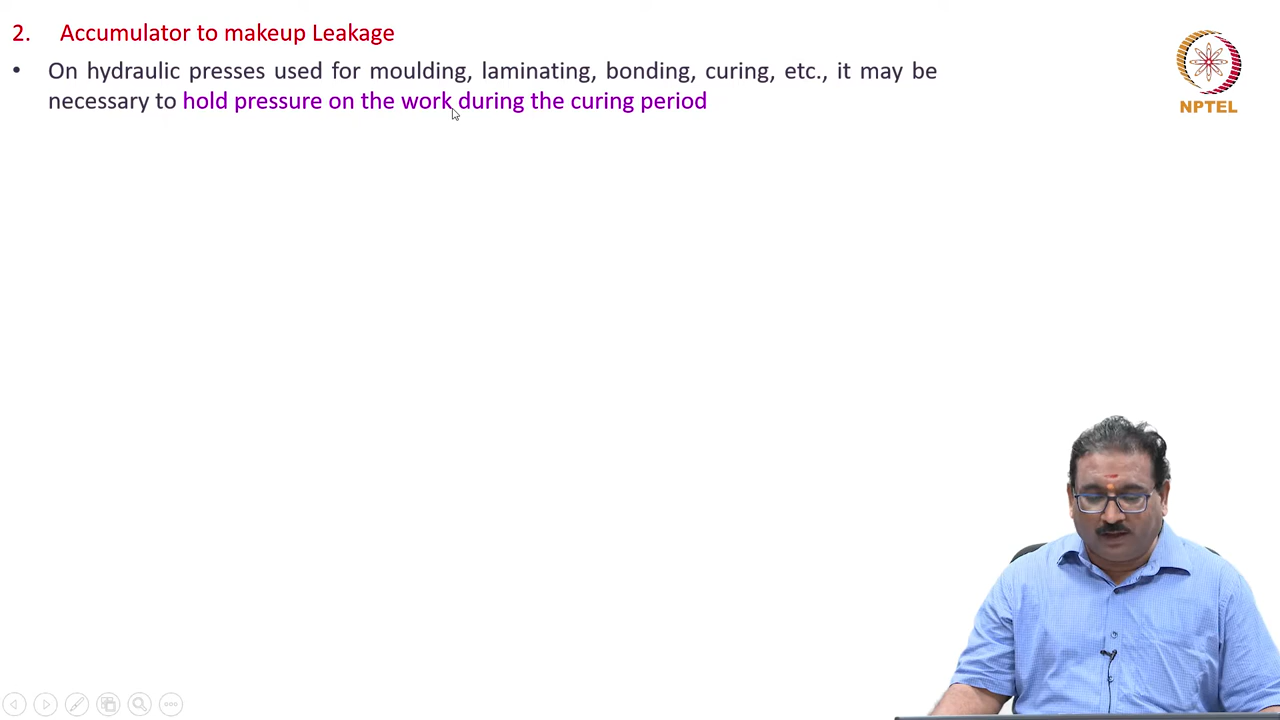 2. Accumulator to makeup Leakage
• On hydraulic presses used for moulding, laminating, bonding, curing, etc., it may be
necessary to hold pressure on the work during the curing period
NPTEL